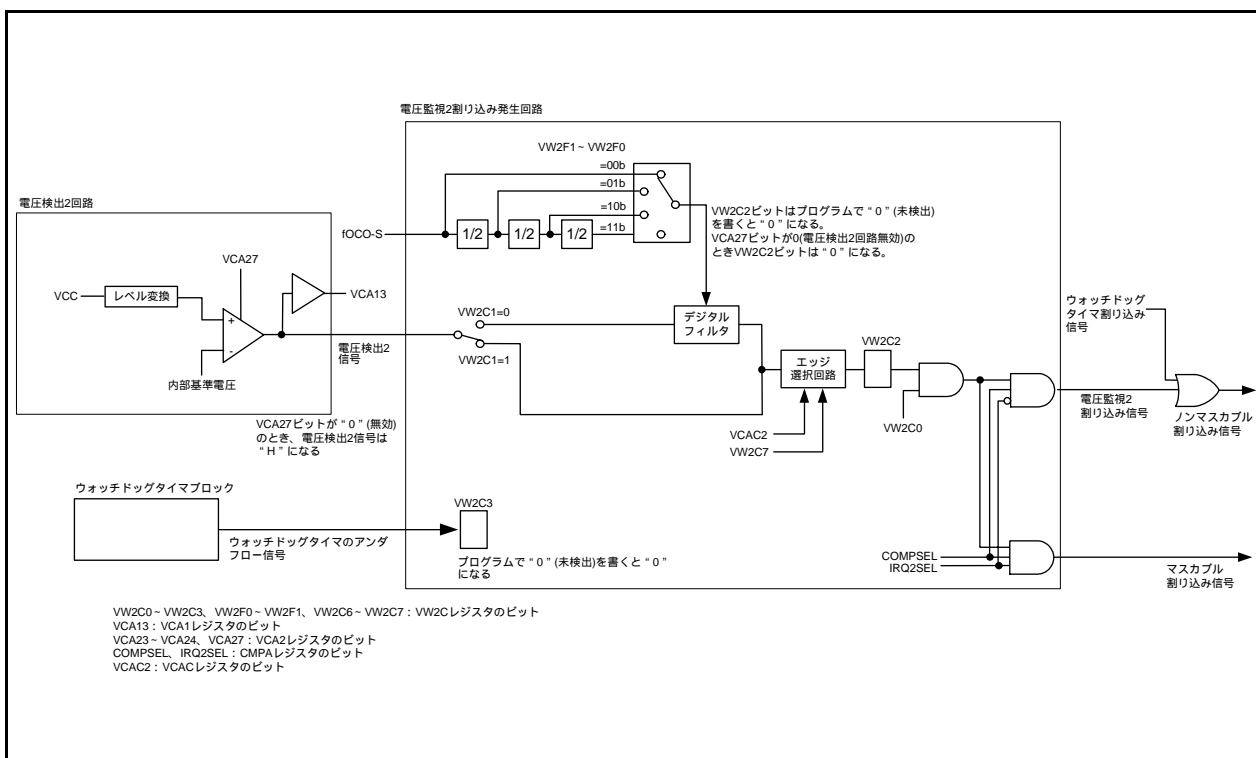 電圧監視2割り込み発生回路
VW2F1~VW2F0
=00b
=01b
=10b
=11b
fOCO-S
1/2
1/2
1/2
VW2C2ビットはプログラムで“0”(未検出)
を書くと“0”になる。
VCA27ビットが0(電圧検出2回路無効)の
ときVW2C2ビットは“0”になる。
電圧検出2回路
VCA27
VCC
レベル変換
+
-
内部基準電圧
VCA13
電圧検出2
信号
VW2C1=0
VW2C1=1
デジタル
フィルタ
エッジ
選択回路
VCAC2
VW2C7
VW2C2
VW2C0
ウォッチドッグ
タイマ割り込み
信号
電圧監視2
割り込み信号
ノンマスカブル
割り込み信号
VCA27ビットが“0”(無効)
のとき、電圧検出2信号は
“H”になる
ウォッチドッグタイマブロック
ウォッチドッグタイマのアンダ
フロー信号
VW2C3
プログラムで“0”(未検出)を書くと“0”
になる
COMPSEL
IRQ2SEL
マスカブル
割り込み信号
VW2C0~VW2C3、VW2F0~VW2F1、VW2C6~VW2C7:VW2Cレジスタのビット
VCA13:VCA1レジスタのビット
VCA23~VCA24、VCA27:VCA2レジスタのビット
COMPSEL、IRQ2SEL:CMPAレジスタのビット
VCAC2:VCACレジスタのビット